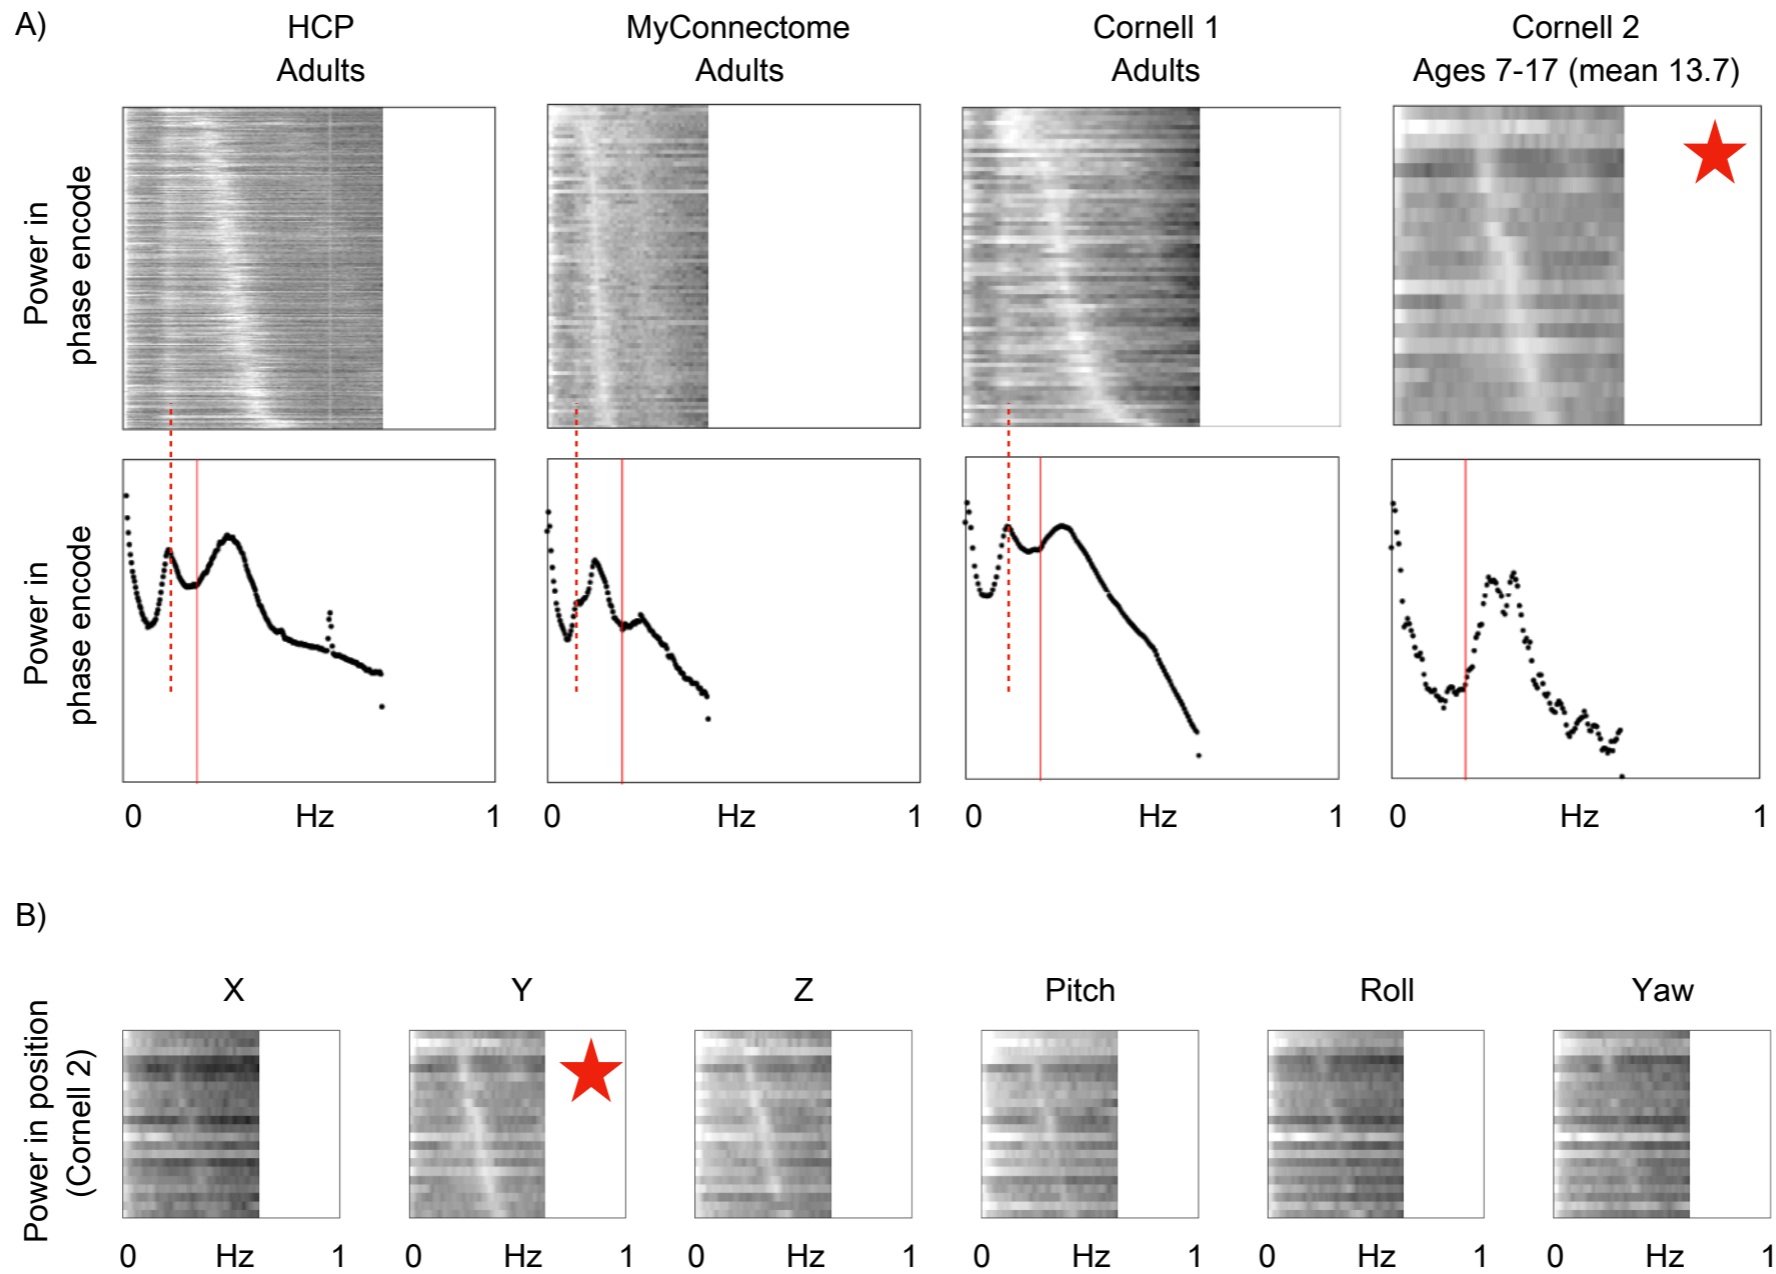 A)
HCP
Adults
MyConnectome
Adults
Cornell 1
Adults
Cornell 2
Ages 7-17 (mean 13.7)
Power in
phase encode
Power in
phase encode
0 Hz 1
0 Hz 1
0 Hz 1
0 Hz 1
B)
X
Y
Z
Pitch
Roll
Yaw
Power in position
(Cornell 2)
0 Hz 1
0 Hz 1
0 Hz 1
0 Hz 1
0 Hz 1
0 Hz 1